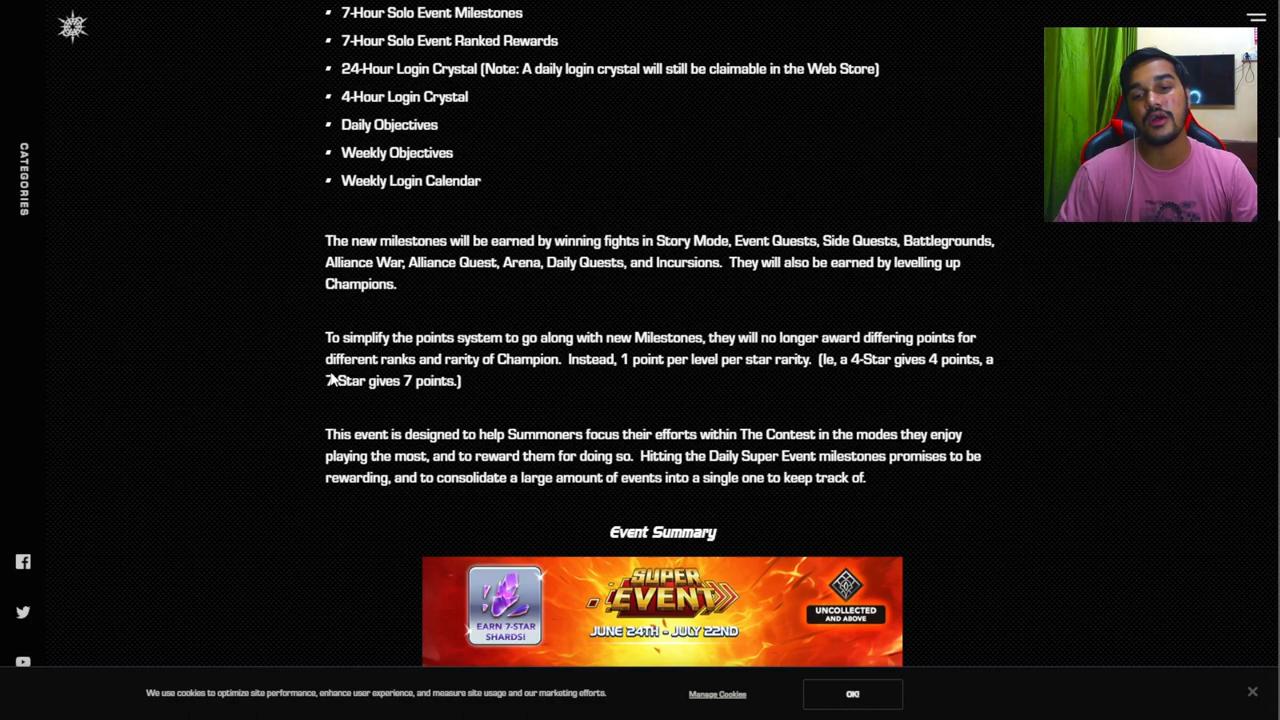 7-Hour Solo Event Milestones
7-Hour Solo Event Ranked Rewards
24-Hour Login Crystal (Note: A daily login crystal will still be claimable in the Web Store)
4-Hour Login Crystal
Daily Objectives
Weekly Objectives
Weekly Login Calendar
CATEGORIES
The new milestones will be earned by winning fights in Story Mode, Event Quests, Side Quests, Battlegrounds,
Alliance War, Alliance Quest, Arena, Daily Quests, and Incursions. They will also be earned by levelling up
Champions.
To simplify the points system to go along with new Milestones, they will no longer award differing points for
different ranks and rarity of Champion. Instead, 1 point per level per star rarity. (Ie, a 4-Star gives 4 points, a
7-Star gives 7 points.)
This event is designed to help Summoners focus their efforts within The Contest in the modes they enjoy
playing the most, and to reward them for doing so. Hitting the Daily Super Event milestones promises to be
rewarding, and to consolidate a large amount of events into a single one to keep track of.
Event Summary
EARN 7-STAR
SHARDS!
SUPER
EVENT
JUNE 24TH - JULY 22ND
UNCOLLECTED
AND ABOVE
We use cookies to optimize site performance, enhance user experience, and measure site usage and our marketing efforts.
Manage Cookies
OK!